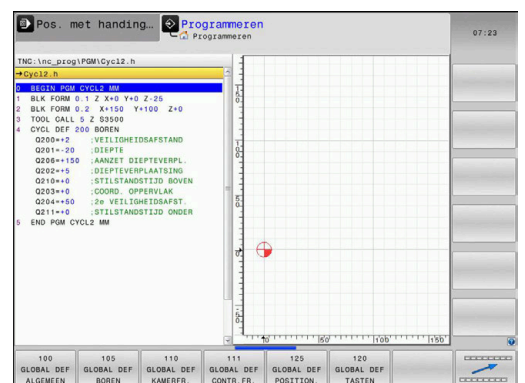 Pos. met handing…
Programmeren
Programmeren
07:23
TNC:\nc_prog\PGM\Cycl2.h
→Cycl2.h
0 BEGIN PGM CYCL2 MM
1 BLK FORM 0.1 Z X+0 Y+0 Z-25
2 BLK FORM 0.2 X+150 Y+100 Z+0
3 TOOL CALL 5 Z S3500
4 CYCL DEF 200 BOREN
Q200=+2 ;VEILIGHEIDSAFSTAND
Q201=-20 ;DIEPTE
Q206=+150 ;AANZET DIEPTEVERPL.
Q202=+5 ;DIEPTEVERPLAATSING
Q210=+0 ;STILSTANDSTIJD BOVEN
Q203=+0 ;COORD. OPPERVLAK
Q204=+50 ;2e VEILIGHEIDSAFST.
Q211=+0 ;STILSTANDSTIJD ONDER
5 END PGM CYCL2 MM
0 50 100 150
100 GLOBAL DEF ALGEMEEN
105 GLOBAL DEF BOREN
110 GLOBAL DEF KAMERFR.
111 GLOBAL DEF CONTR.FR.
125 GLOBAL DEF POSITION.
120 GLOBAL DEF TASTEN